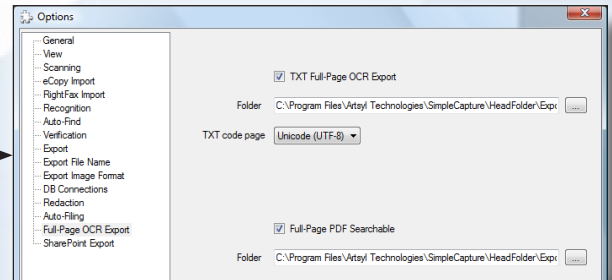 Options
General
View
Scanning
eCopy Import
RightFax Import
Recognition
Auto-Find
Verification
Export
Export File Name
Export Image Format
DB Connections
Redaction
Auto-Filing
Full-Page OCR Export
SharePoint Export
TXT Full-Page OCR Export
Folder C:\Program Files\Artsyl Technologies\SimpleCapture\HeadFolder\Expo ...
TXT code page Unicode (UTF-8)
Full-Page PDF Searchable
Folder C:\Program Files\Artsyl Technologies\SimpleCapture\HeadFolder\Expo ...